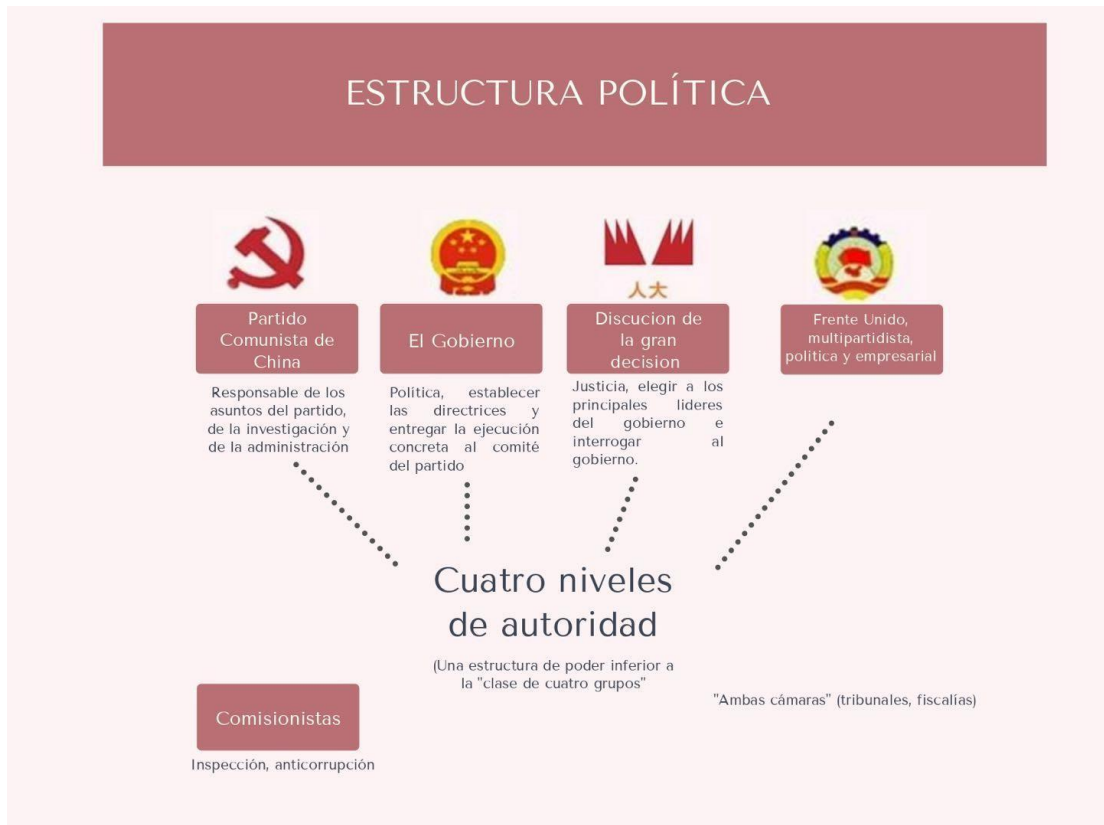 ESTRUCTURA POLÍTICA
人大
Partido
Comunista de
China
Responsable de los
asuntos del partido,
de la investigación y
de la administración
El Gobierno
Política, establecer
las directrices y
entregar la ejecución
concreta al comité
del partido
Discucion de
la gran
decision
Justicia, elegir a los
principales lideres
del gobierno e
interrogar al
gobierno.
Frente Unido,
multipartidista,
politica y empresarial
Cuatro niveles
de autoridad
(Una estructura de poder inferior a
la "clase de cuatro grupos"
"Ambas cámaras" (tribunales, fiscalías)
Comisionistas
Inspección, anticorrupción